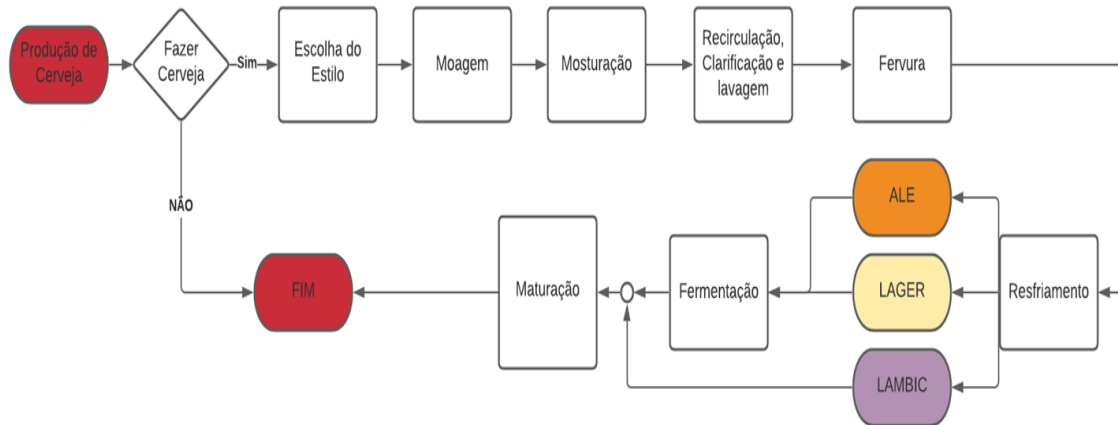 Produção de
Cerveja
Fazer
Cerveja
Sim
Escolha do
Estilo
Moagem
Mosturação
Recirculação,
Clarificação e
lavagem
Fervura
NÃO
ALE
FIM
Maturação
Fermentação
LAGER
Resfriamento
LAMBIC